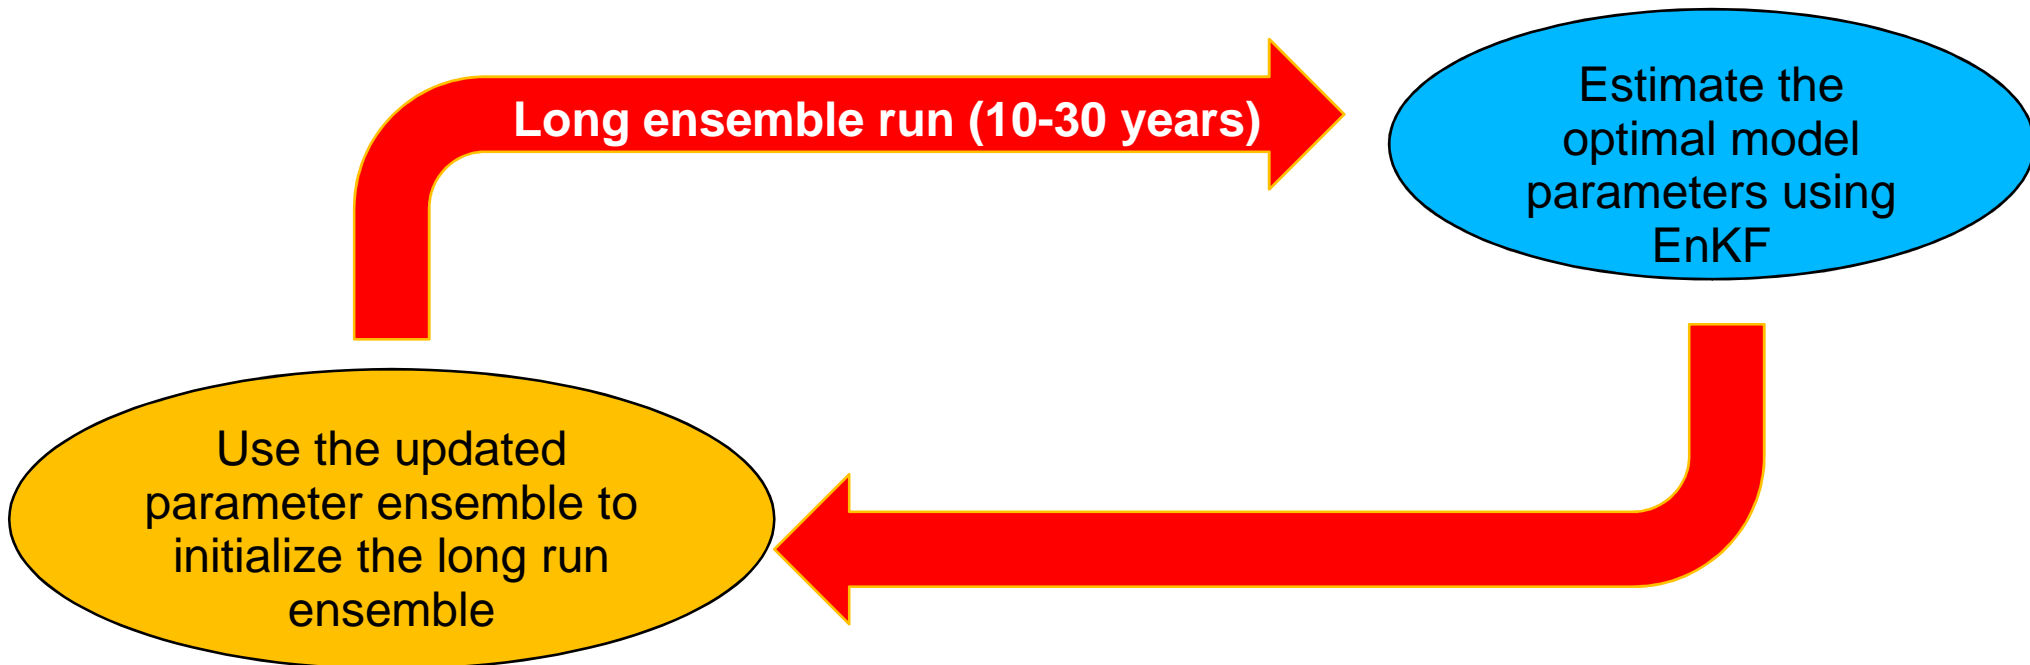 Long ensemble run (10-30 years)
Estimate the
optimal model
parameters using
EnKF
Use the updated
parameter ensemble to
initialize the long run
ensemble